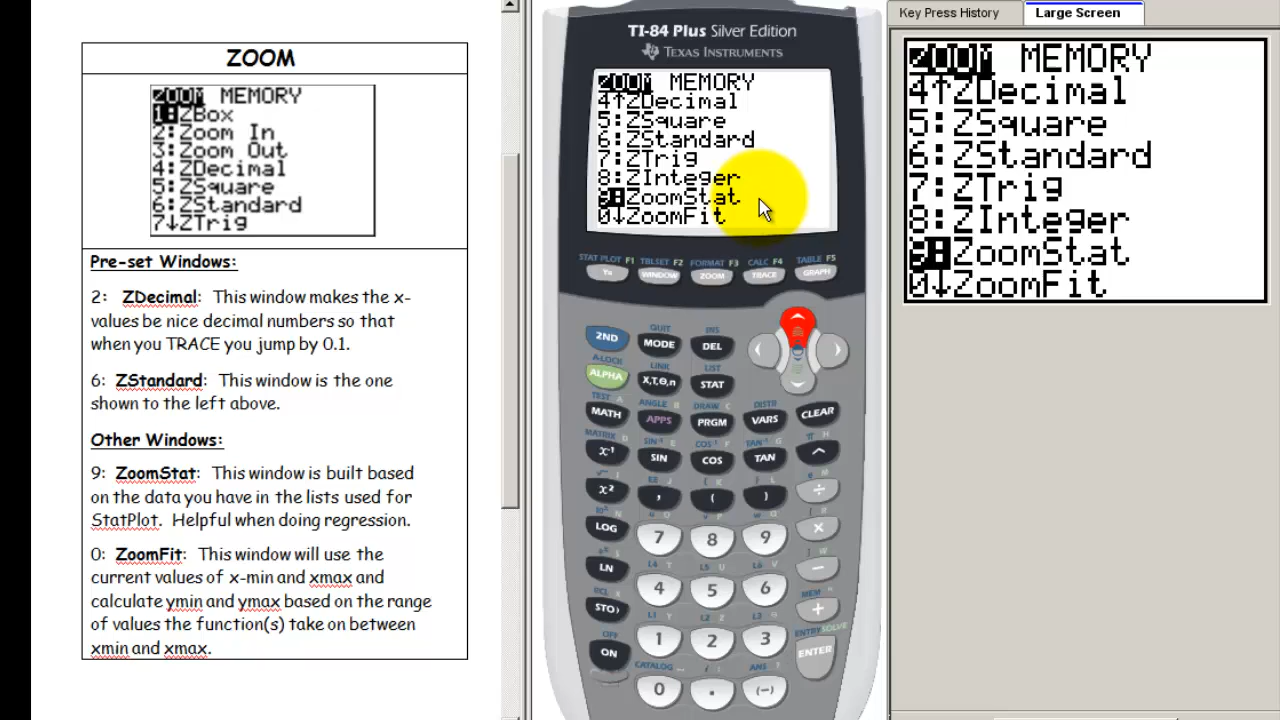 ZOOM
ZOOM MEMORY
1:ZBox
2:Zoom In
3:Zoom Out
4:ZDecimal
5:ZSquare
6:ZStandard
7↓ZTrig
Pre-set Windows:
2: ZDecimal: This window makes the x-
values be nice decimal numbers so that
when you TRACE you jump by 0.1.
6: ZStandard: This window is the one
shown to the left above.
Other Windows:
9: ZoomStat: This window is built based
on the data you have in the lists used for
StatPlot. Helpful when doing regression.
0: ZoomFit: This window will use the
current values of x-min and xmax and
calculate ymin and ymax based on the range
of values the function(s) take on between
xmin and xmax.
TI-84 Plus Silver Edition
TEXAS INSTRUMENTS
ZOOM MEMORY
4↑ZDecimal
5:ZSquare
6:ZStandard
7:ZTrig
8:ZInteger
9:ZoomStat
0↓ZoomFit
STAT PLOT F1 TBLSET F2 FORMAT F3 CALC F4 TABLE F5
Y= WINDOW ZOOM TRACE GRAPH
QUIT INS
2ND MODE DEL
A-LOCK LINK LIST
ALPHA X,T,Θ,n STAT
TEST A ANGLE B DRAW C DISTR
MATH APPS PRGM VARS CLEAR
MATRIX D SIN⁻¹ E COS⁻¹ F TAN⁻¹ G π H
x⁻¹ SIN COS TAN ^
√ I EE J { K } L e M
x² , ( ) ÷
10ˣ N u O v P w Q [ R
LOG 7 8 9 ×
eˣ S L4 T L5 U L6 V ] W
LN 4 5 6 −
RCL X L1 Y L2 Z L3 θ MEM "
STO› 1 2 3 +
OFF CATALOG ⎵ i : ANS ? ENTRY SOLVE
ON 0 . (−) ENTER
Key Press History Large Screen
ZOOM MEMORY
4↑ZDecimal
5:ZSquare
6:ZStandard
7:ZTrig
8:ZInteger
9:ZoomStat
0↓ZoomFit